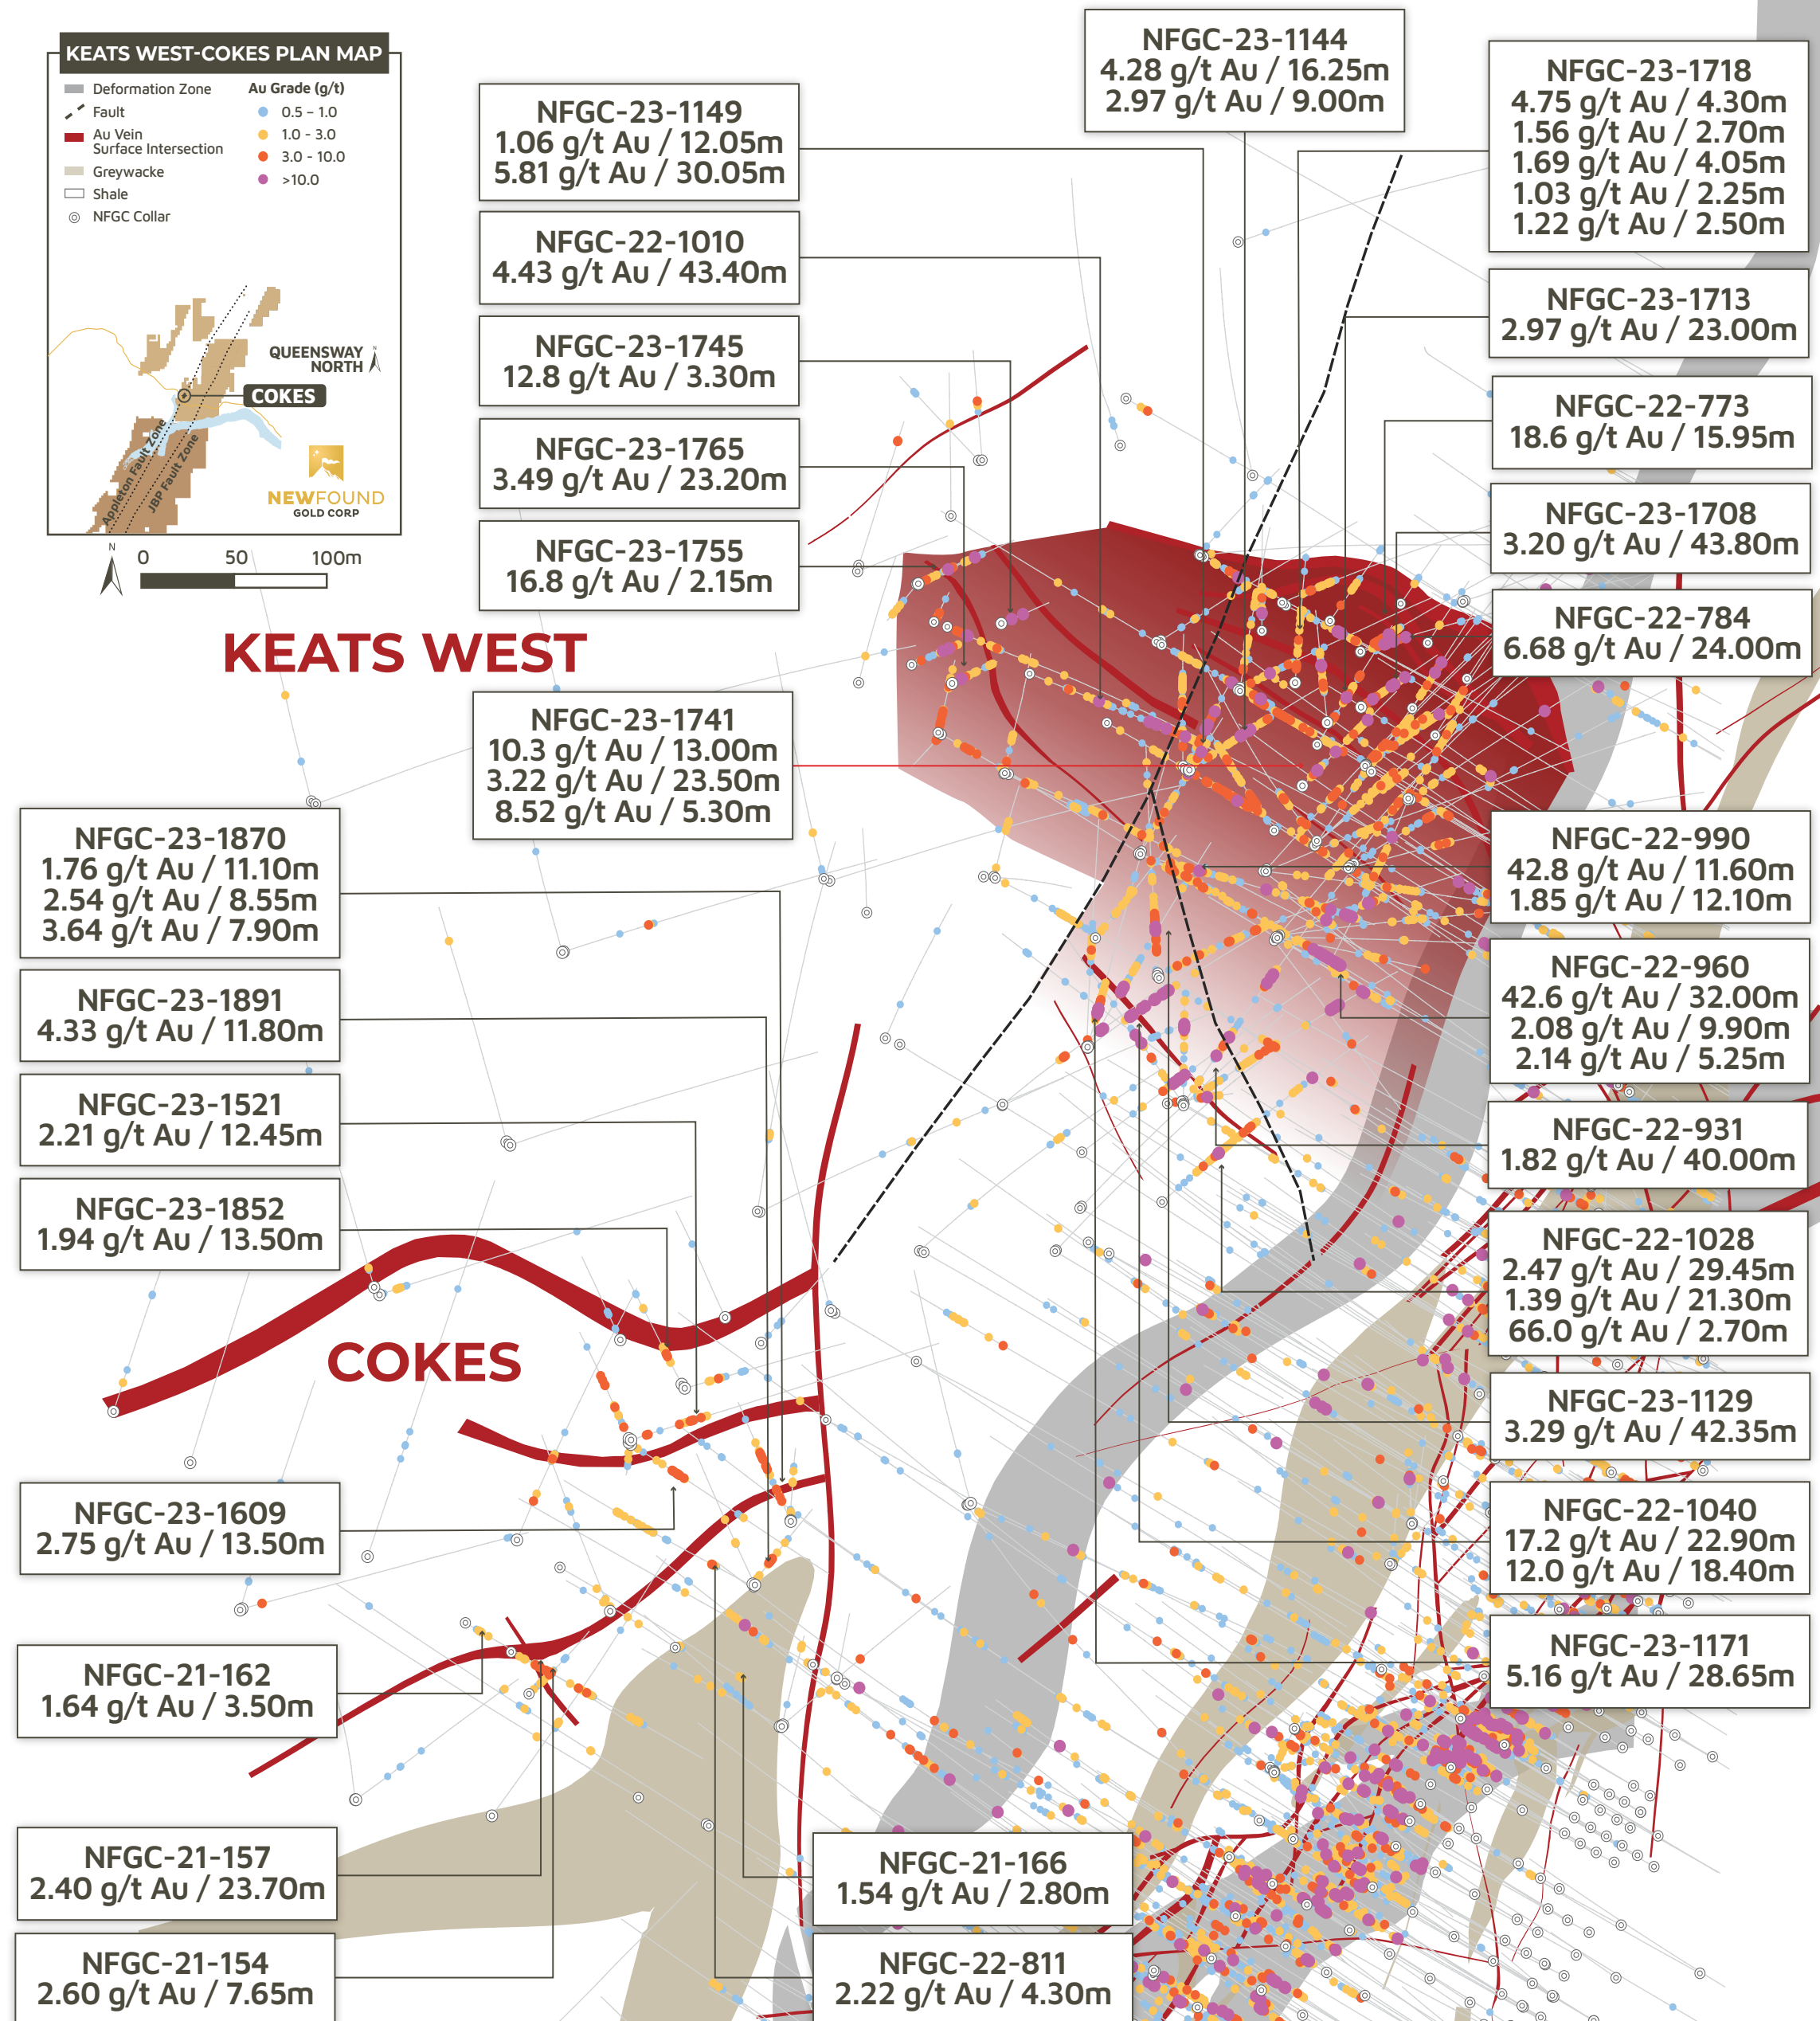 KEATS WEST-COKES PLAN MAP
Deformation Zone
Fault
Au Vein
Surface Intersection
Greywacke
Shale
NFGC Collar
Au Grade (g/t)
0.5 – 1.0
1.0 - 3.0
3.0 - 10.0
>10.0
QUEENSWAY
NORTH
N
COKES
Appleton Fault Zone
JBP Fault Zone
NEWFOUND
GOLD CORP
N
0 50 100m
NFGC-23-1149
1.06 g/t Au / 12.05m
5.81 g/t Au / 30.05m
NFGC-22-1010
4.43 g/t Au / 43.40m
NFGC-23-1745
12.8 g/t Au / 3.30m
NFGC-23-1765
3.49 g/t Au / 23.20m
NFGC-23-1755
16.8 g/t Au / 2.15m
NFGC-23-1144
4.28 g/t Au / 16.25m
2.97 g/t Au / 9.00m
NFGC-23-1718
4.75 g/t Au / 4.30m
1.56 g/t Au / 2.70m
1.69 g/t Au / 4.05m
1.03 g/t Au / 2.25m
1.22 g/t Au / 2.50m
NFGC-23-1713
2.97 g/t Au / 23.00m
NFGC-22-773
18.6 g/t Au / 15.95m
NFGC-23-1708
3.20 g/t Au / 43.80m
NFGC-22-784
6.68 g/t Au / 24.00m
KEATS WEST
NFGC-23-1741
10.3 g/t Au / 13.00m
3.22 g/t Au / 23.50m
8.52 g/t Au / 5.30m
NFGC-23-1870
1.76 g/t Au / 11.10m
2.54 g/t Au / 8.55m
3.64 g/t Au / 7.90m
NFGC-23-1891
4.33 g/t Au / 11.80m
NFGC-23-1521
2.21 g/t Au / 12.45m
NFGC-23-1852
1.94 g/t Au / 13.50m
NFGC-22-990
42.8 g/t Au / 11.60m
1.85 g/t Au / 12.10m
NFGC-22-960
42.6 g/t Au / 32.00m
2.08 g/t Au / 9.90m
2.14 g/t Au / 5.25m
NFGC-22-931
1.82 g/t Au / 40.00m
NFGC-22-1028
2.47 g/t Au / 29.45m
1.39 g/t Au / 21.30m
66.0 g/t Au / 2.70m
COKES
NFGC-23-1129
3.29 g/t Au / 42.35m
NFGC-22-1040
17.2 g/t Au / 22.90m
12.0 g/t Au / 18.40m
NFGC-23-1171
5.16 g/t Au / 28.65m
NFGC-23-1609
2.75 g/t Au / 13.50m
NFGC-21-162
1.64 g/t Au / 3.50m
NFGC-21-157
2.40 g/t Au / 23.70m
NFGC-21-154
2.60 g/t Au / 7.65m
NFGC-21-166
1.54 g/t Au / 2.80m
NFGC-22-811
2.22 g/t Au / 4.30m